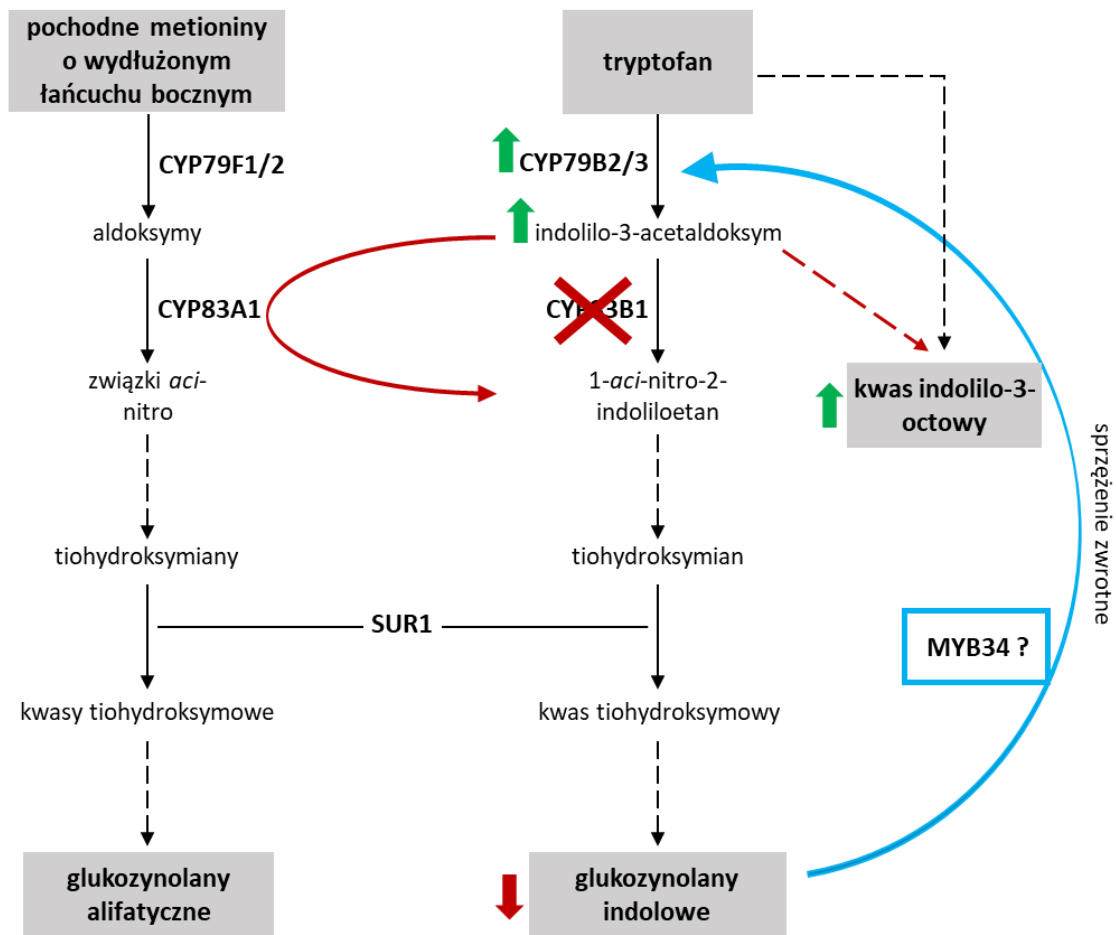 pochodne metioniny
o wydłużonym
łańcuchu bocznym
tryptofan
CYP79F1/2
CYP79B2/3
aldoksymy
indolilo-3-acetaldoksym
CYP83A1
CYP83B1
związki aci-
nitro
1-aci-nitro-2-
indoliloetan
kwas indolilo-3-
octowy
sprzężenie zwrotne
tiohydroksymiany
tiohydroksymian
SUR1
MYB34 ?
kwasy tiohydroksymowe
kwas tiohydroksymowy
glukozynolany
alifatyczne
glukozynolany
indolowe